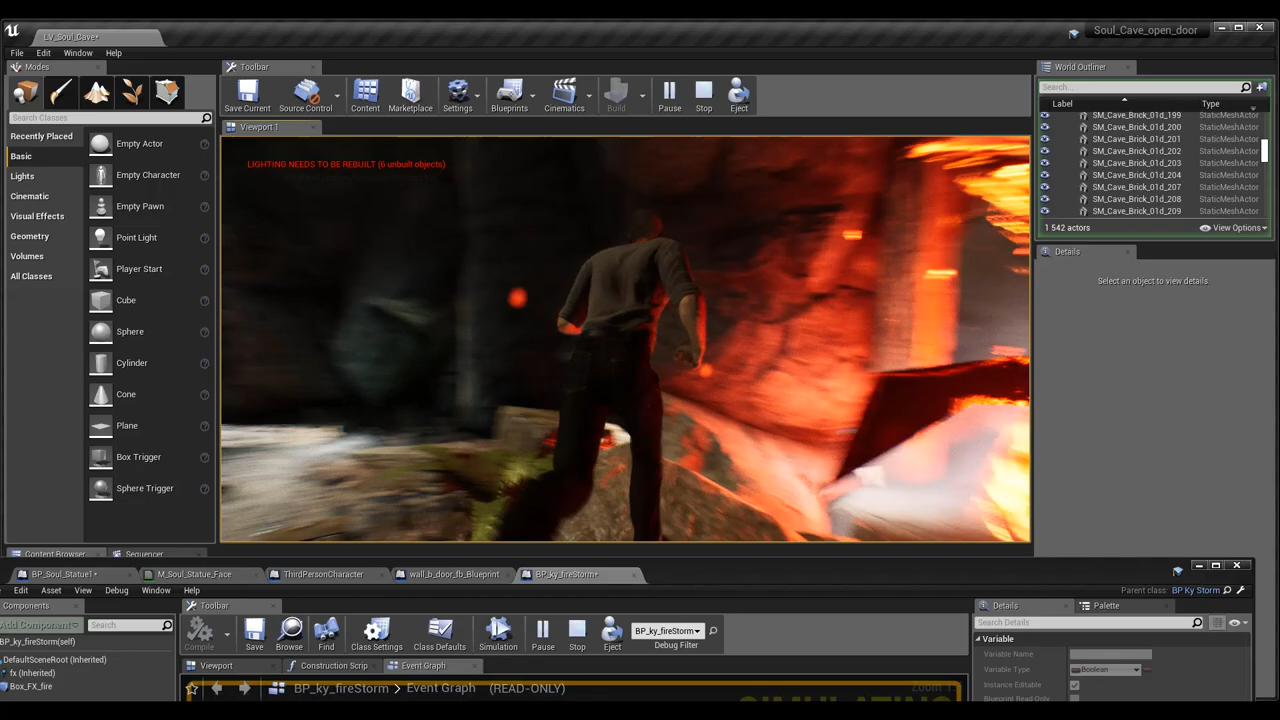 LV_Soul_Cave*
Soul_Cave_open_door
File Edit Window Help
Modes
Toolbar
World Outliner
Save Current
Source Control
Content
Marketplace
Settings
Blueprints
Cinematics
Build
Pause
Stop
Eject
Search...
Search Classes
Label
Type
Viewport 1
Recently Placed
Basic
Lights
Cinematic
Visual Effects
Geometry
Volumes
All Classes
Empty Actor
Empty Character
Empty Pawn
Point Light
Player Start
Cube
Sphere
Cylinder
Cone
Plane
Box Trigger
Sphere Trigger
LIGHTING NEEDS TO BE REBUILT (6 unbuilt objects)
SM_Cave_Brick_01d_199 StaticMeshActor
SM_Cave_Brick_01d_200 StaticMeshActor
SM_Cave_Brick_01d_201 StaticMeshActor
SM_Cave_Brick_01d_202 StaticMeshActor
SM_Cave_Brick_01d_203 StaticMeshActor
SM_Cave_Brick_01d_204 StaticMeshActor
SM_Cave_Brick_01d_207 StaticMeshActor
SM_Cave_Brick_01d_208 StaticMeshActor
SM_Cave_Brick_01d_209 StaticMeshActor
1 542 actors
View Options
Details
Select an object to view details.
Content Browser
Sequencer
BP_Soul_Statue1*
M_Soul_Statue_Face
ThirdPersonCharacter
wall_b_door_fb_Blueprint
BP_ky_fireStorm*
Edit Asset View Debug Window Help
Parent class: BP Ky Storm
Components
Toolbar
Details
Palette
Add Component
Search
Search Details
BP_ky_fireStorm(self)
DefaultSceneRoot (Inherited)
fx (Inherited)
Box_FX_fire
Compile
Save
Browse
Find
Class Settings
Class Defaults
Simulation
Pause
Stop
Eject
BP_ky_fireStorm
Debug Filter
Variable
Variable Name
Variable Type
Boolean
Instance Editable
Blueprint Read Only
Viewport
Construction Scrip
Event Graph
BP_ky_fireStorm > Event Graph (READ-ONLY)
SIMULATING